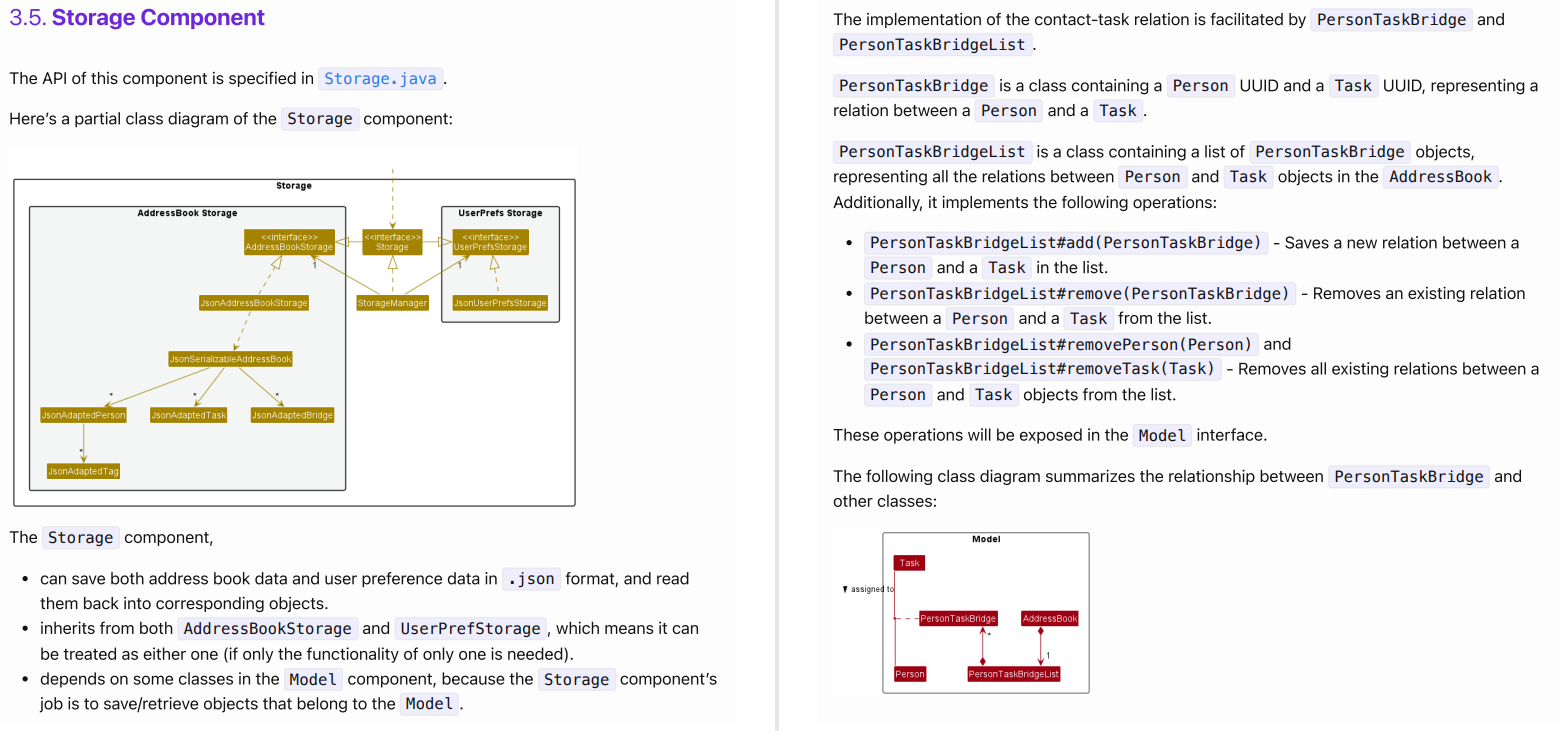 3.5. Storage Component
The API of this component is specified in Storage.java.
Here's a partial class diagram of the Storage component:
Storage
AddressBook Storage
UserPrefs Storage
<<interface>>
AddressBookStorage
<<interface>>
Storage
<<interface>>
UserPrefsStorage
1
1
JsonAddressBookStorage
StorageManager
JsonUserPrefsStorage
JsonSerializableAddressBook
*
*
*
JsonAdaptedPerson
JsonAdaptedTask
JsonAdaptedBridge
*
JsonAdaptedTag
The Storage component,
• can save both address book data and user preference data in .json format, and read
them back into corresponding objects.
• inherits from both AddressBookStorage and UserPrefStorage, which means it can
be treated as either one (if only the functionality of only one is needed).
• depends on some classes in the Model component, because the Storage component's
job is to save/retrieve objects that belong to the Model.
The implementation of the contact-task relation is facilitated by PersonTaskBridge and
PersonTaskBridgeList.
PersonTaskBridge is a class containing a Person UUID and a Task UUID, representing a
relation between a Person and a Task.
PersonTaskBridgeList is a class containing a list of PersonTaskBridge objects,
representing all the relations between Person and Task objects in the AddressBook.
Additionally, it implements the following operations:
• PersonTaskBridgeList#add(PersonTaskBridge) - Saves a new relation between a
Person and a Task in the list.
• PersonTaskBridgeList#remove(PersonTaskBridge) - Removes an existing relation
between a Person and a Task from the list.
• PersonTaskBridgeList#removePerson(Person) and
PersonTaskBridgeList#removeTask(Task) - Removes all existing relations between a
Person and Task objects from the list.
These operations will be exposed in the Model interface.
The following class diagram summarizes the relationship between PersonTaskBridge and
other classes:
Model
Task
assigned to
PersonTaskBridge
AddressBook
*
1
Person
PersonTaskBridgeList